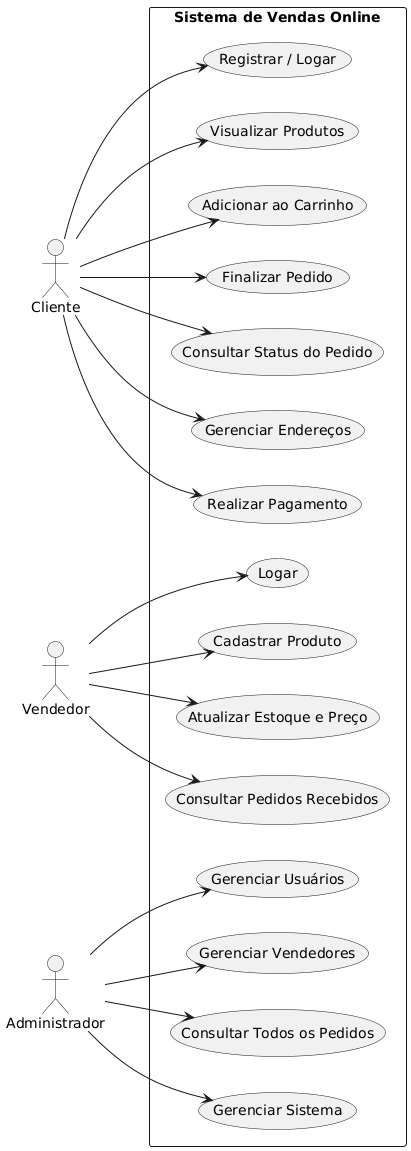 Sistema de Vendas Online
Registrar / Logar
Visualizar Produtos
Adicionar ao Carrinho
Finalizar Pedido
Cliente
Consultar Status do Pedido
Gerenciar Endereços
Realizar Pagamento
Logar
Cadastrar Produto
Vendedor
Atualizar Estoque e Preço
Consultar Pedidos Recebidos
Gerenciar Usuários
Gerenciar Vendedores
Administrador
Consultar Todos os Pedidos
Gerenciar Sistema